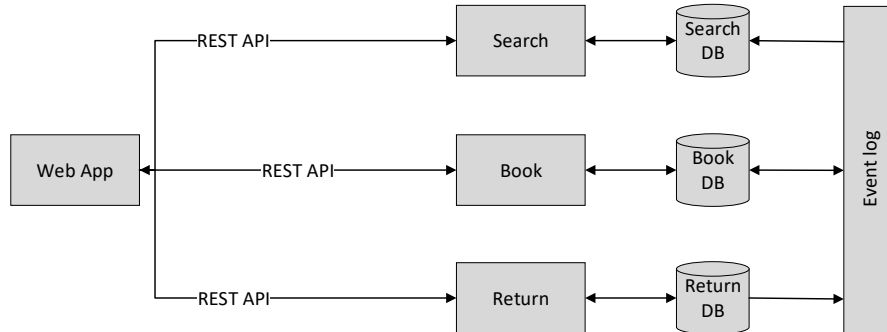 REST API
Search
Search
DB
Web App
REST API
Book
Book
DB
Event log
REST API
Return
Return
DB